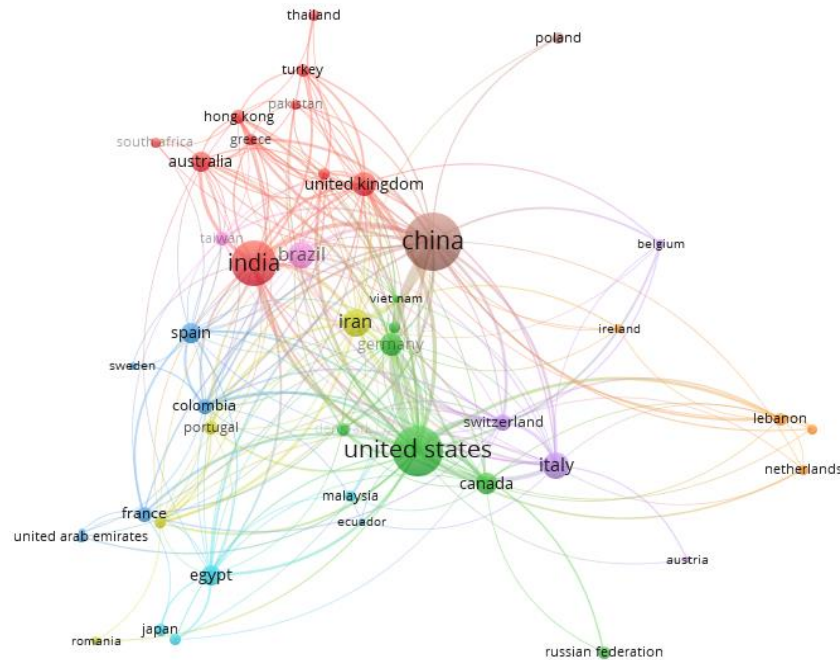 thailand
poland
turkey
pakistan
hong kong
greece
south africa
australia
united kingdom
taiwan
china
belgium
india
brazil
viet nam
iran
ireland
spain
germany
sweden
colombia
lebanon
portugal
switzerland
united states
italy
netherlands
canada
malaysia
france
ecuador
united arab emirates
austria
egypt
japan
romania
russian federation